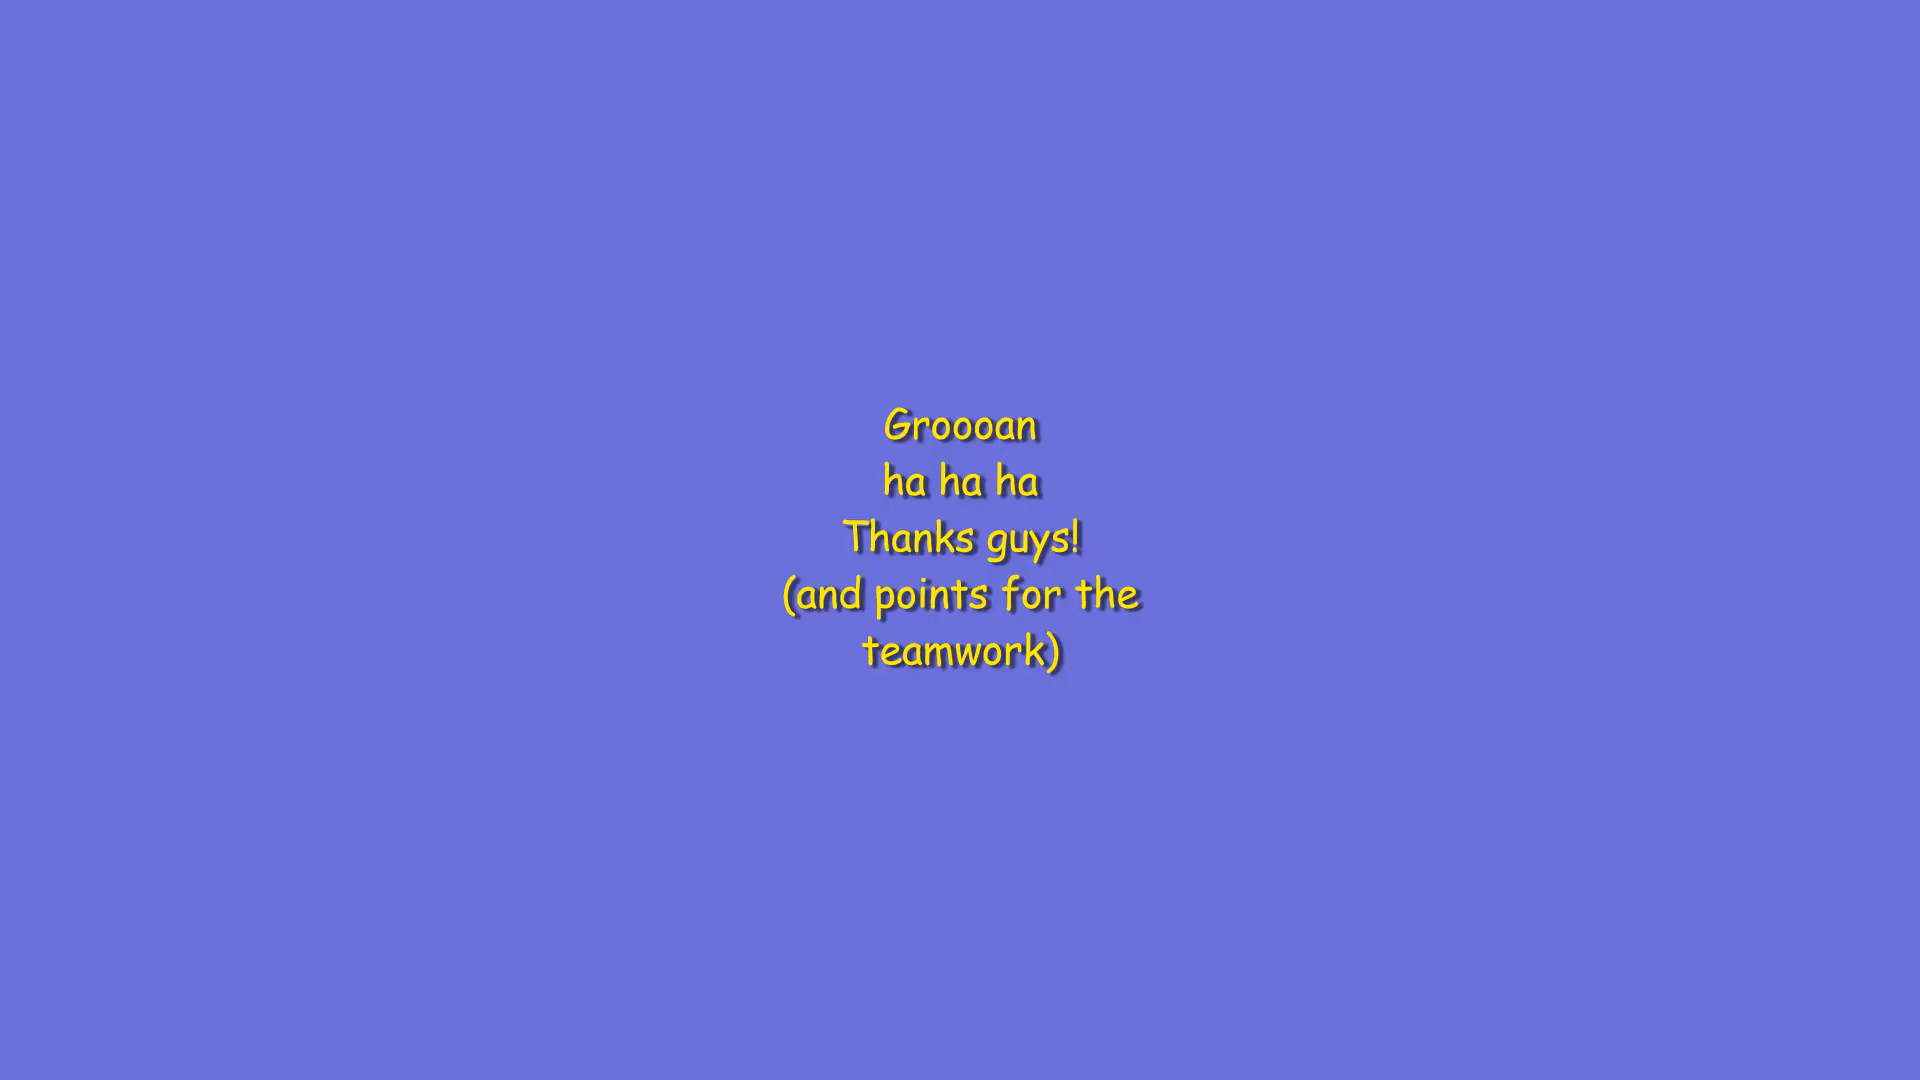 Groooan
ha ha ha
Thanks guys!
(and points for the
teamwork)